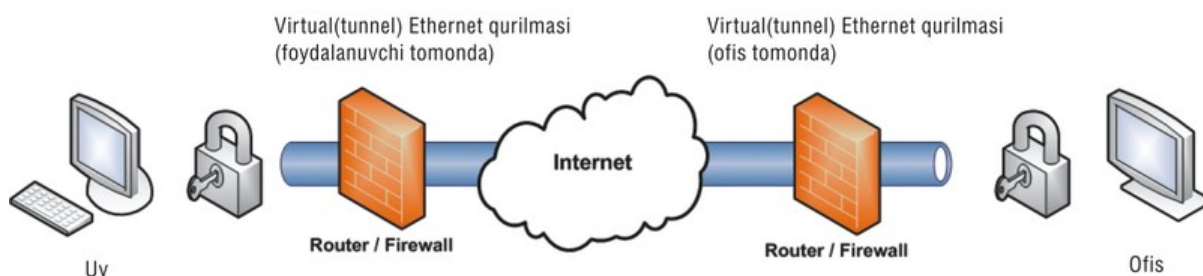 Virtual(tunnel) Ethernet qurilmasi
(foydalanuvchi tomonda)
Virtual(tunnel) Ethernet qurilmasi
(ofis tomonda)
Internet
Router / Firewall
Router / Firewall
Uy
Ofis